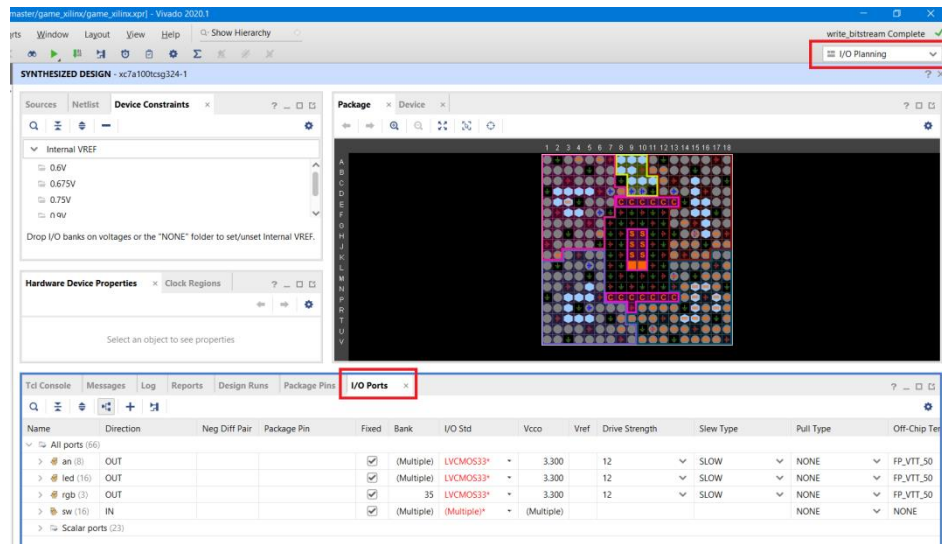 master/game_xilinx/game_xilinx.xpr] - Vivado 2020.1
Window Layout View Help Q- Show Hierarchy write_bitstream Complete
I/O Planning
SYNTHESIZED DESIGN - xc7a100tcsg324-1
Sources Netlist Device Constraints
Package Device
Internal VREF
0.6V
0.675V
0.75V
0.9V
Drop I/O banks on voltages or the "NONE" folder to set/unset Internal VREF.
1 2 3 4 5 6 7 8 9 10 11 12 13 14 15 16 17 18
A
B
C
D
E
F
G
H
J
K
L
M
N
P
R
T
U
V
Hardware Device Properties Clock Regions
Select an object to see properties
Tcl Console Messages Log Reports Design Runs Package Pins I/O Ports
Name Direction Neg Diff Pair Package Pin Fixed Bank I/O Std Vcco Vref Drive Strength Slew Type Pull Type Off-Chip Ter
All ports (66)
an (8) OUT (Multiple) LVCMOS33* 3.300 12 SLOW NONE FP_VTT_50
led (16) OUT (Multiple) LVCMOS33* 3.300 12 SLOW NONE FP_VTT_50
rgb (3) OUT 35 LVCMOS33* 3.300 12 SLOW NONE FP_VTT_50
sw (16) IN (Multiple) (Multiple)* (Multiple) NONE NONE
Scalar ports (23)